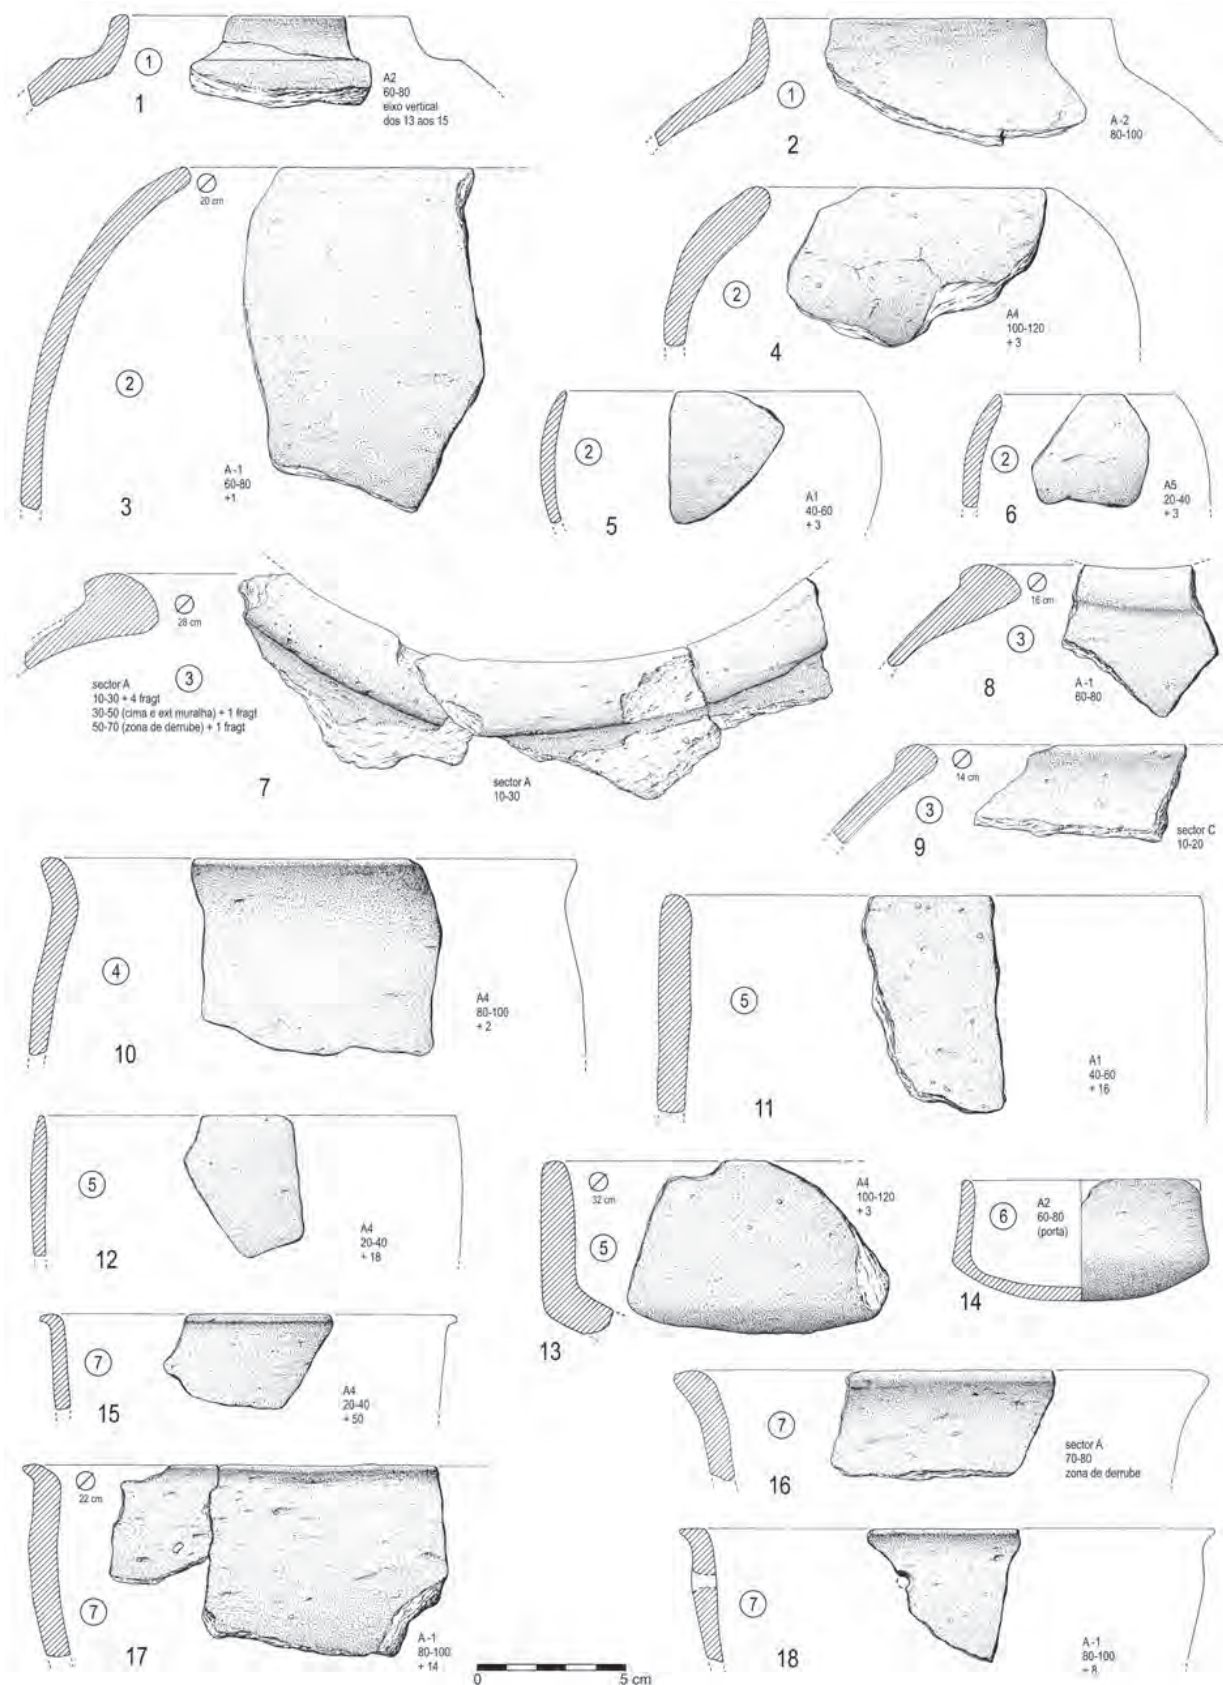 ①
1
A2
60-80
eixo vertical
dos 13 aos 15
①
2
A -2
80-100
20 cm
②
3
A -1
60-80
+1
②
4
A4
100-120
+ 3
②
5
A1
40-60
+ 3
②
6
A5
20-40
+ 3
28 cm
③
sector A
10-30 + 4 fragt
30-50 (cima e ext muralha) + 1 fragt
50-70 (zona de derrube) + 1 fragt
7
sector A
10-30
16 cm
③
8
A -1
60-80
14 cm
③
9
sector C
10-20
④
10
A4
80-100
+ 2
⑤
11
A1
40-60
+ 16
⑤
12
A4
20-40
+ 18
32 cm
⑤
13
A4
100-120
+ 3
⑥
A2
60-80
(porta)
14
⑦
15
A4
20-40
+ 50
⑦
16
sector A
70-80
zona de derrube
22 cm
⑦
17
A -1
80-100
+ 14
⑦
18
A -1
80-100
+ 8
0 5 cm